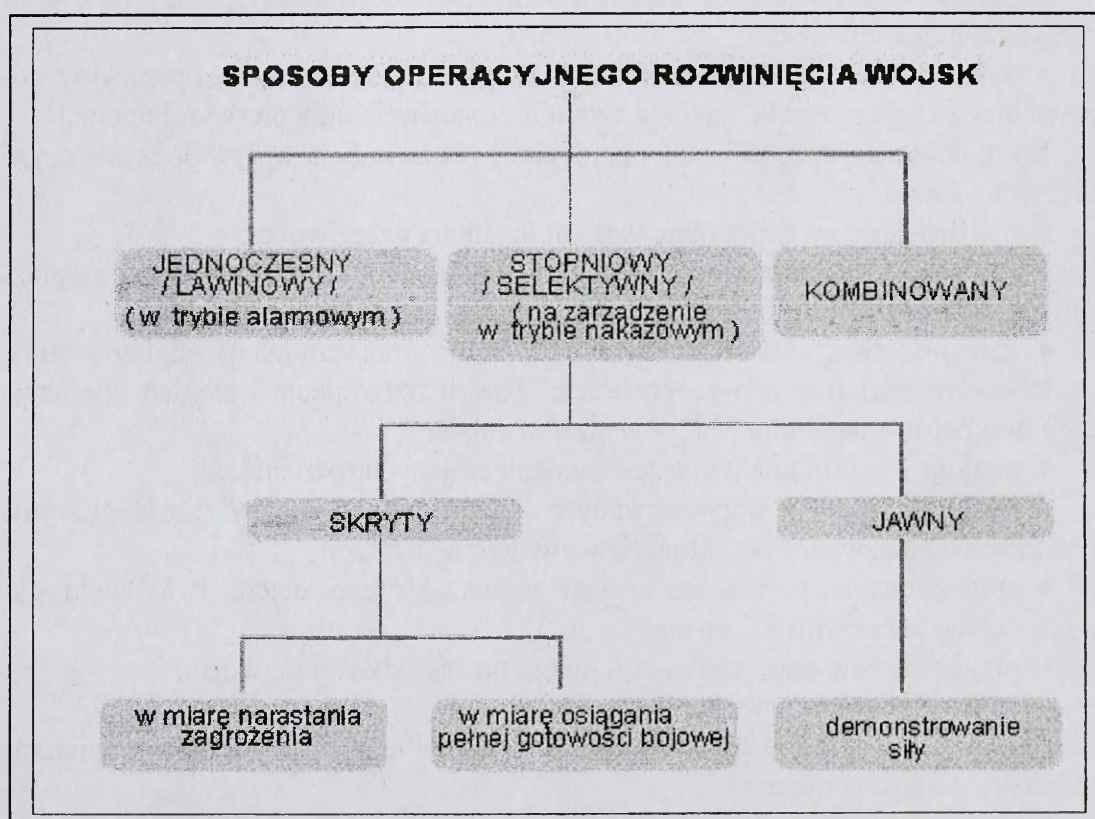 SPOSOBY OPERACYJNEGO ROZWINIĘCIA WOJSK
JEDNOCZESNY
/ LAWINOWY /
( w trybie alarmowym )
STOPNIOWY
/ SELEKTYWNY /
( na zarządzenie
w trybie nakazowym )
KOMBINOWANY
SKRYTY
JAWNY
w miarę narastania
zagrożenia
w miarę osiągania
pełnej gotowości bojowej
demonstrowanie
siły